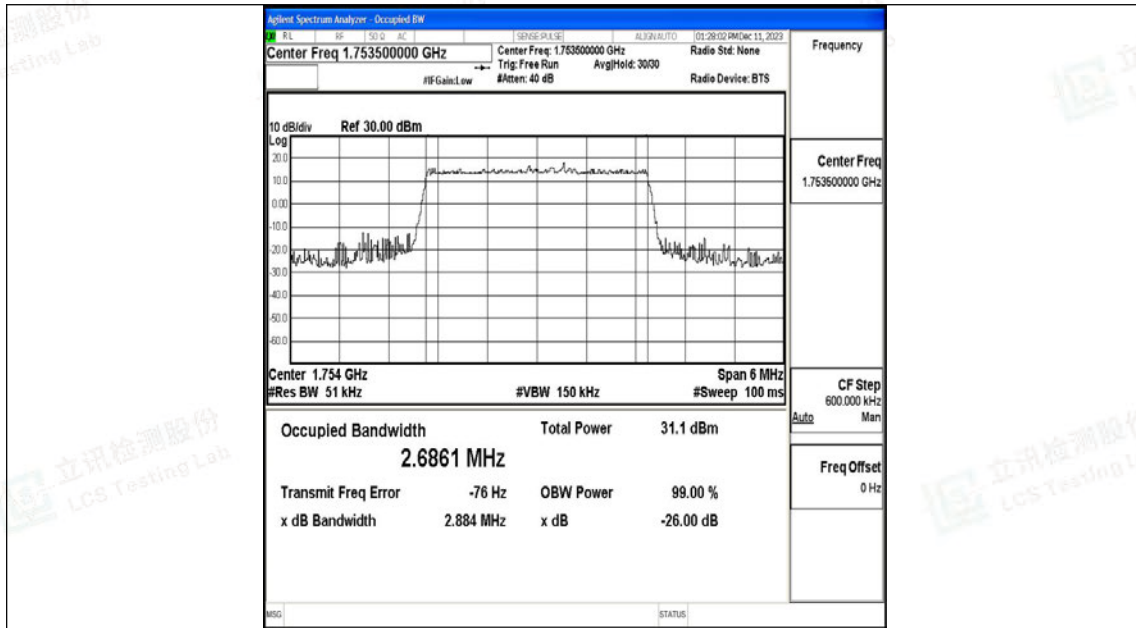 Agilent Spectrum Analyzer - Occupied BW
RL RF 50 Ω AC SENSE:PULSE ALIGNAUTO 01:28:02 PM Dec 11, 2023
Center Freq 1.753500000 GHz
Center Freq: 1.753500000 GHz
Radio Std: None
Trig: Free Run Avg|Hold: 30/30
#IFGain:Low
#Atten: 40 dB
Radio Device: BTS
10 dB/div Ref 30.00 dBm
Log
20.0
10.0
0.00
-10.0
-20.0
-30.0
-40.0
-50.0
-60.0
Center 1.754 GHz Span 6 MHz
#Res BW 51 kHz #VBW 150 kHz #Sweep 100 ms
Occupied Bandwidth Total Power 31.1 dBm
2.6861 MHz
Transmit Freq Error -76 Hz OBW Power 99.00 %
x dB Bandwidth 2.884 MHz x dB -26.00 dB
MSG STATUS
Frequency
Center Freq
1.753500000 GHz
CF Step
600.000 kHz
Auto Man
Freq Offset
0 Hz
立讯检测股份
LCS Testing Lab
立讯检测股份
LCS Testing L
检测股份
esting Lab
立